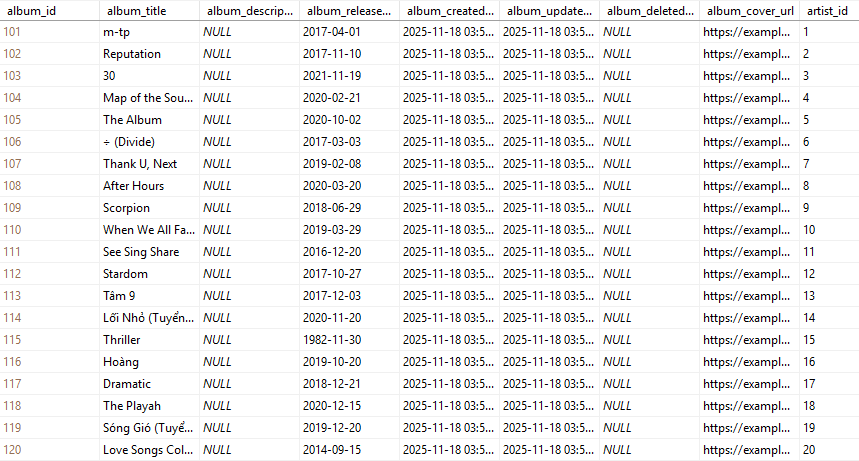 album_id album_title album_descrip... album_release... album_created... album_update... album_deleted... album_cover_url artist_id
101 m-tp NULL 2017-04-01 2025-11-18 03:5... 2025-11-18 03:5... NULL https://exampl... 1
102 Reputation NULL 2017-11-10 2025-11-18 03:5... 2025-11-18 03:5... NULL https://exampl... 2
103 30 NULL 2021-11-19 2025-11-18 03:5... 2025-11-18 03:5... NULL https://exampl... 3
104 Map of the Sou... NULL 2020-02-21 2025-11-18 03:5... 2025-11-18 03:5... NULL https://exampl... 4
105 The Album NULL 2020-10-02 2025-11-18 03:5... 2025-11-18 03:5... NULL https://exampl... 5
106 ÷ (Divide) NULL 2017-03-03 2025-11-18 03:5... 2025-11-18 03:5... NULL https://exampl... 6
107 Thank U, Next NULL 2019-02-08 2025-11-18 03:5... 2025-11-18 03:5... NULL https://exampl... 7
108 After Hours NULL 2020-03-20 2025-11-18 03:5... 2025-11-18 03:5... NULL https://exampl... 8
109 Scorpion NULL 2018-06-29 2025-11-18 03:5... 2025-11-18 03:5... NULL https://exampl... 9
110 When We All Fa... NULL 2019-03-29 2025-11-18 03:5... 2025-11-18 03:5... NULL https://exampl... 10
111 See Sing Share NULL 2016-12-20 2025-11-18 03:5... 2025-11-18 03:5... NULL https://exampl... 11
112 Stardom NULL 2017-10-27 2025-11-18 03:5... 2025-11-18 03:5... NULL https://exampl... 12
113 Tâm 9 NULL 2017-12-03 2025-11-18 03:5... 2025-11-18 03:5... NULL https://exampl... 13
114 Lối Nhỏ (Tuyển... NULL 2020-11-20 2025-11-18 03:5... 2025-11-18 03:5... NULL https://exampl... 14
115 Thriller NULL 1982-11-30 2025-11-18 03:5... 2025-11-18 03:5... NULL https://exampl... 15
116 Hoàng NULL 2019-10-20 2025-11-18 03:5... 2025-11-18 03:5... NULL https://exampl... 16
117 Dramatic NULL 2018-12-21 2025-11-18 03:5... 2025-11-18 03:5... NULL https://exampl... 17
118 The Playah NULL 2020-12-15 2025-11-18 03:5... 2025-11-18 03:5... NULL https://exampl... 18
119 Sóng Gió (Tuyể... NULL 2019-12-20 2025-11-18 03:5... 2025-11-18 03:5... NULL https://exampl... 19
120 Love Songs Col... NULL 2014-09-15 2025-11-18 03:5... 2025-11-18 03:5... NULL https://exampl... 20